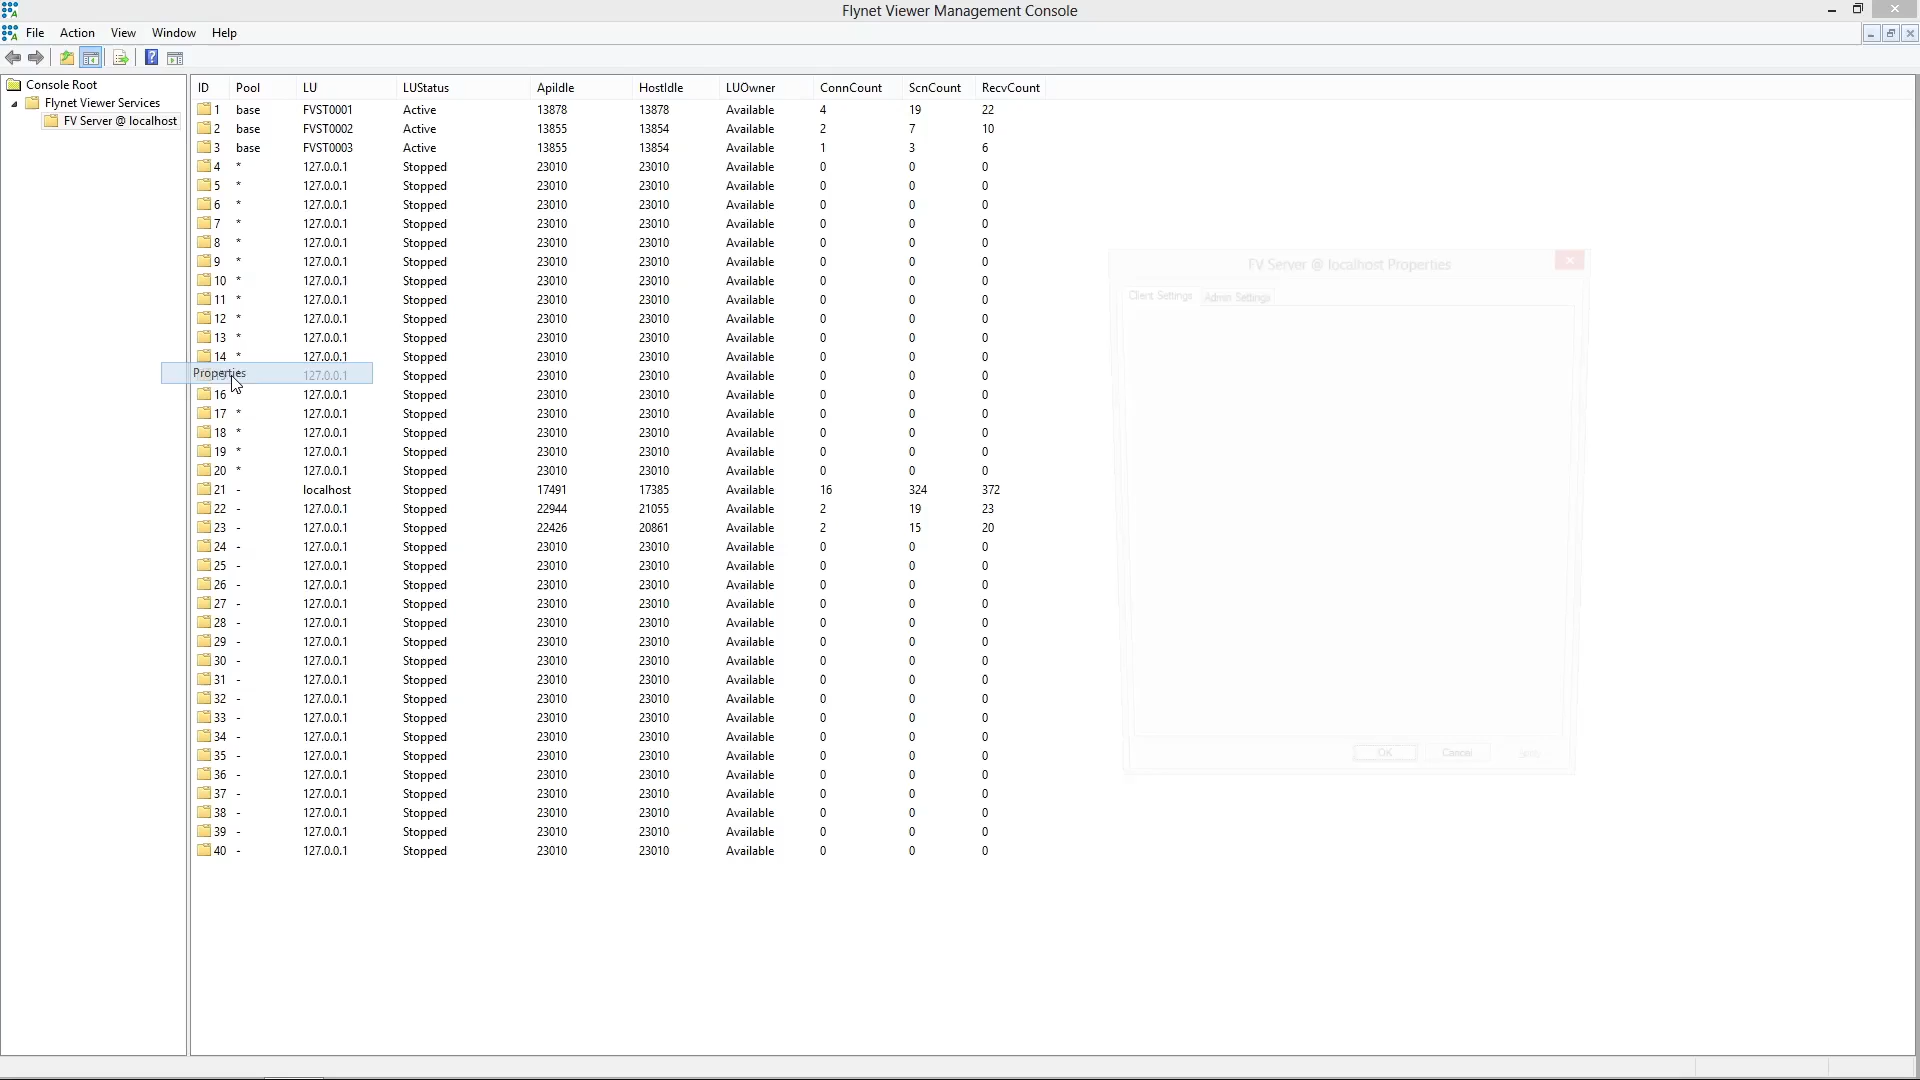 Flynet Viewer Management Console
File Action View Window Help
Console Root
Flynet Viewer Services
FV Server @ localhost
ID Pool LU LUStatus ApiIdle HostIdle LUOwner ConnCount ScnCount RecvCount
1 base FVST0001 Active 13878 13878 Available 4 19 22
2 base FVST0002 Active 13855 13854 Available 2 7 10
3 base FVST0003 Active 13855 13854 Available 1 3 6
4 * 127.0.0.1 Stopped 23010 23010 Available 0 0 0
5 * 127.0.0.1 Stopped 23010 23010 Available 0 0 0
6 * 127.0.0.1 Stopped 23010 23010 Available 0 0 0
7 * 127.0.0.1 Stopped 23010 23010 Available 0 0 0
8 * 127.0.0.1 Stopped 23010 23010 Available 0 0 0
9 * 127.0.0.1 Stopped 23010 23010 Available 0 0 0
10 * 127.0.0.1 Stopped 23010 23010 Available 0 0 0
11 * 127.0.0.1 Stopped 23010 23010 Available 0 0 0
12 * 127.0.0.1 Stopped 23010 23010 Available 0 0 0
13 * 127.0.0.1 Stopped 23010 23010 Available 0 0 0
14 * 127.0.0.1 Stopped 23010 23010 Available 0 0 0
Properties 127.0.0.1 Stopped 23010 23010 Available 0 0 0
16 127.0.0.1 Stopped 23010 23010 Available 0 0 0
17 * 127.0.0.1 Stopped 23010 23010 Available 0 0 0
18 * 127.0.0.1 Stopped 23010 23010 Available 0 0 0
19 * 127.0.0.1 Stopped 23010 23010 Available 0 0 0
20 * 127.0.0.1 Stopped 23010 23010 Available 0 0 0
21 - localhost Stopped 17491 17385 Available 16 324 372
22 - 127.0.0.1 Stopped 22944 21055 Available 2 19 23
23 - 127.0.0.1 Stopped 22426 20861 Available 2 15 20
24 - 127.0.0.1 Stopped 23010 23010 Available 0 0 0
25 - 127.0.0.1 Stopped 23010 23010 Available 0 0 0
26 - 127.0.0.1 Stopped 23010 23010 Available 0 0 0
27 - 127.0.0.1 Stopped 23010 23010 Available 0 0 0
28 - 127.0.0.1 Stopped 23010 23010 Available 0 0 0
29 - 127.0.0.1 Stopped 23010 23010 Available 0 0 0
30 - 127.0.0.1 Stopped 23010 23010 Available 0 0 0
31 - 127.0.0.1 Stopped 23010 23010 Available 0 0 0
32 - 127.0.0.1 Stopped 23010 23010 Available 0 0 0
33 - 127.0.0.1 Stopped 23010 23010 Available 0 0 0
34 - 127.0.0.1 Stopped 23010 23010 Available 0 0 0
35 - 127.0.0.1 Stopped 23010 23010 Available 0 0 0
36 - 127.0.0.1 Stopped 23010 23010 Available 0 0 0
37 - 127.0.0.1 Stopped 23010 23010 Available 0 0 0
38 - 127.0.0.1 Stopped 23010 23010 Available 0 0 0
39 - 127.0.0.1 Stopped 23010 23010 Available 0 0 0
40 - 127.0.0.1 Stopped 23010 23010 Available 0 0 0
FV Server @ localhost Properties
Client Settings Admin Settings
OK Cancel